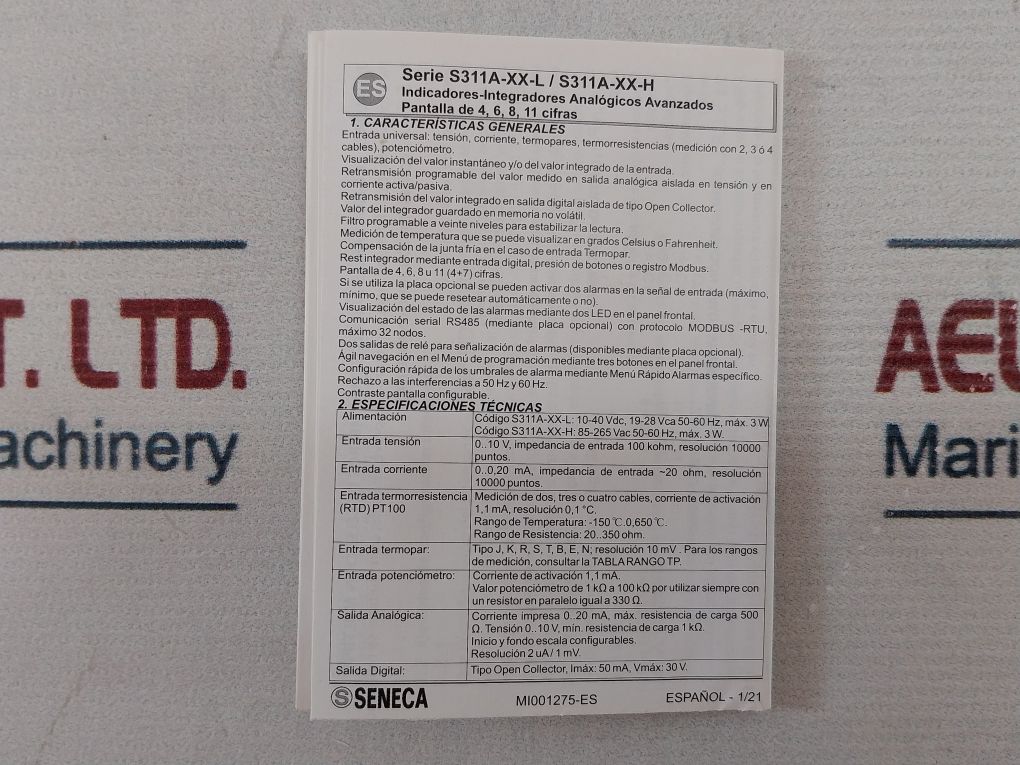 ES
Serie S311A-XX-L / S311A-XX-H
Indicadores-Integradores Analógicos Avanzados
Pantalla de 4, 6, 8, 11 cifras
1. CARACTERÍSTICAS GENERALES
Entrada universal: tensión, corriente, termopares, termorresistencias (medición con 2, 3 ó 4
cables), potenciómetro.
Visualización del valor instantáneo y/o del valor integrado de la entrada.
Retransmisión programable del valor medido en salida analógica aislada en tensión y en
corriente activa/pasiva.
Retransmisión del valor integrado en salida digital aislada de tipo Open Collector.
Valor del integrador guardado en memoria no volátil.
Filtro programable a veinte niveles para estabilizar la lectura.
Medición de temperatura que se puede visualizar en grados Celsius o Fahrenheit.
Compensación de la junta fría en el caso de entrada Termopar.
Rest integrador mediante entrada digital, presión de botones o registro Modbus.
Pantalla de 4, 6, 8 u 11 (4+7) cifras.
Si se utiliza la placa opcional se pueden activar dos alarmas en la señal de entrada (máximo,
mínimo, que se puede resetear automáticamente o no).
Visualización del estado de las alarmas mediante dos LED en el panel frontal.
Comunicación serial RS485 (mediante placa opcional) con protocolo MODBUS -RTU,
máximo 32 nodos.
Dos salidas de relé para señalización de alarmas (disponibles mediante placa opcional).
Ágil navegación en el Menú de programación mediante tres botones en el panel frontal.
Configuración rápida de los umbrales de alarma mediante Menú Rápido Alarmas específico.
Rechazo a las interferencias a 50 Hz y 60 Hz.
Contraste pantalla configurable.
2. ESPECIFICACIONES TÉCNICAS
Alimentación
Código S311A-XX-L: 10-40 Vdc, 19-28 Vca 50-60 Hz, máx. 3 W
Código S311A-XX-H: 85-265 Vac 50-60 Hz, máx. 3 W.
Entrada tensión
0..10 V, impedancia de entrada 100 kohm, resolución 10000
puntos.
Entrada corriente
0..0,20 mA, impedancia de entrada ~20 ohm, resolución
10000 puntos.
Entrada termorresistencia
(RTD) PT100
Medición de dos, tres o cuatro cables, corriente de activación
1,1 mA, resolución 0,1 °C.
Rango de Temperatura: -150 ℃.0,650 ℃.
Rango de Resistencia: 20..350 ohm.
Entrada termopar:
Tipo J, K, R, S, T, B, E, N; resolución 10 mV . Para los rangos
de medición, consultar la TABLA RANGO TP.
Entrada potenciómetro:
Corriente de activación 1,1 mA.
Valor potenciómetro de 1 kΩ a 100 kΩ por utilizar siempre con
un resistor en paralelo igual a 330 Ω.
Salida Analógica:
Corriente impresa 0..20 mA, máx. resistencia de carga 500
Ω. Tensión 0..10 V, mín. resistencia de carga 1 kΩ.
Inicio y fondo escala configurables.
Resolución 2 uA / 1 mV.
Salida Digital:
Tipo Open Collector, Imáx: 50 mA, Vmáx: 30 V.
S SENECA
MI001275-ES
ESPAÑOL - 1/21
T. LTD.
achinery
AEU
Mari